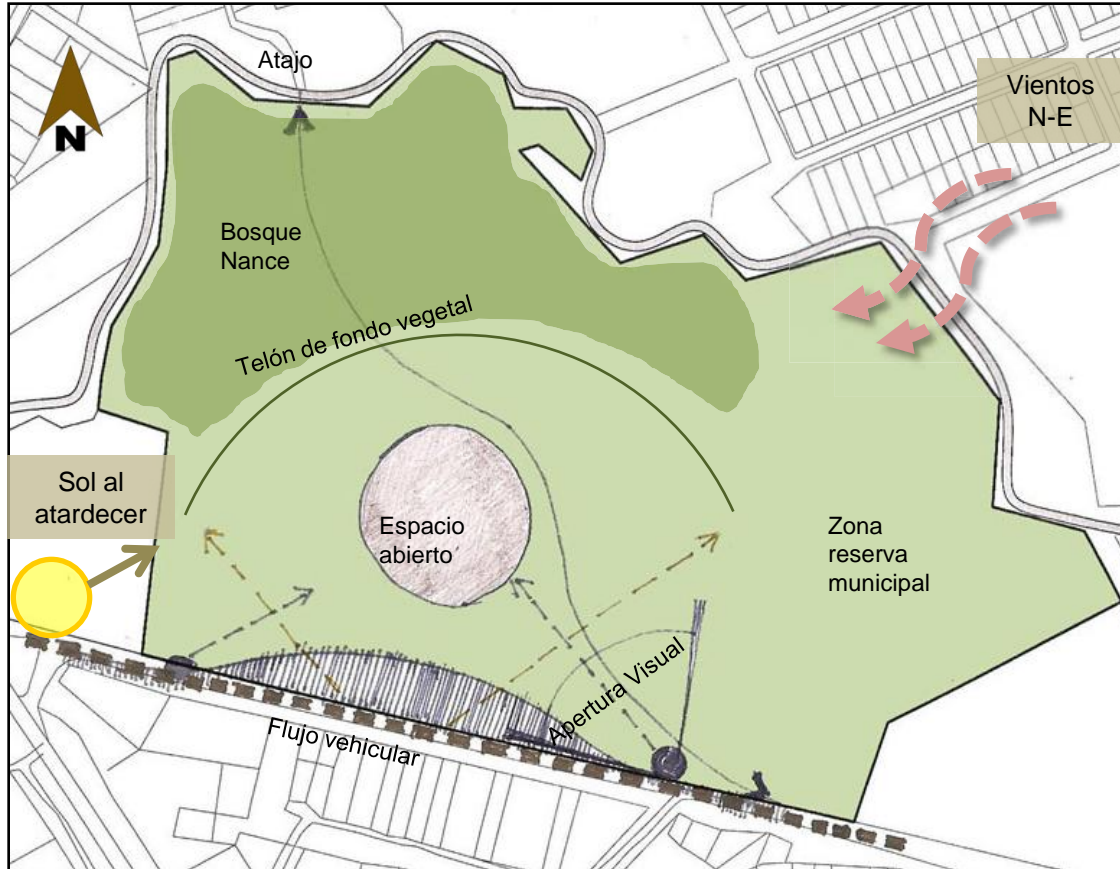 Atajo
Vientos
N-E
N
Bosque
Nance
Telón de fondo vegetal
Sol al
atardecer
Espacio
abierto
Zona
reserva
municipal
Apertura Visual
Flujo vehicular